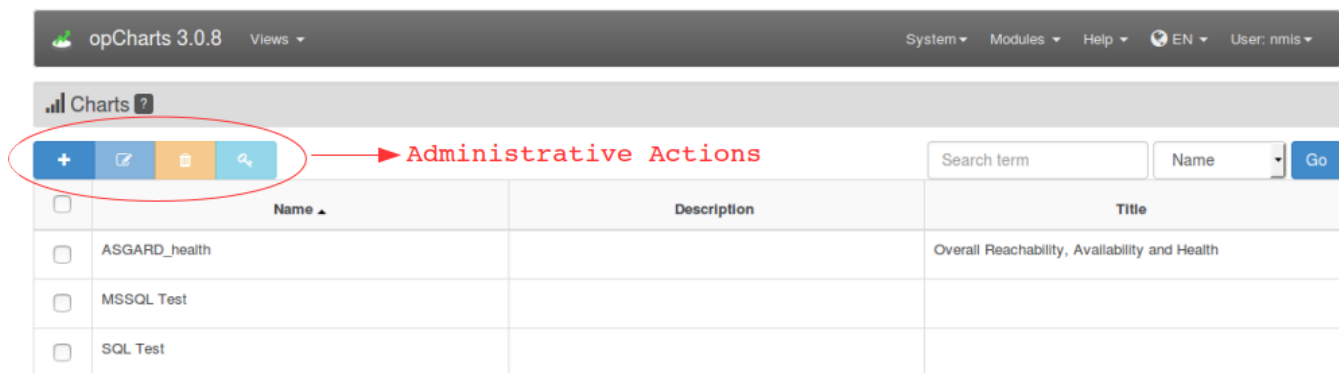 opCharts 3.0.8 Views System Modules Help EN User: nmis
Charts ?
Administrative Actions
Search term Name Go
Name Description Title
ASGARD_health Overall Reachability, Availability and Health
MSSQL Test
SQL Test